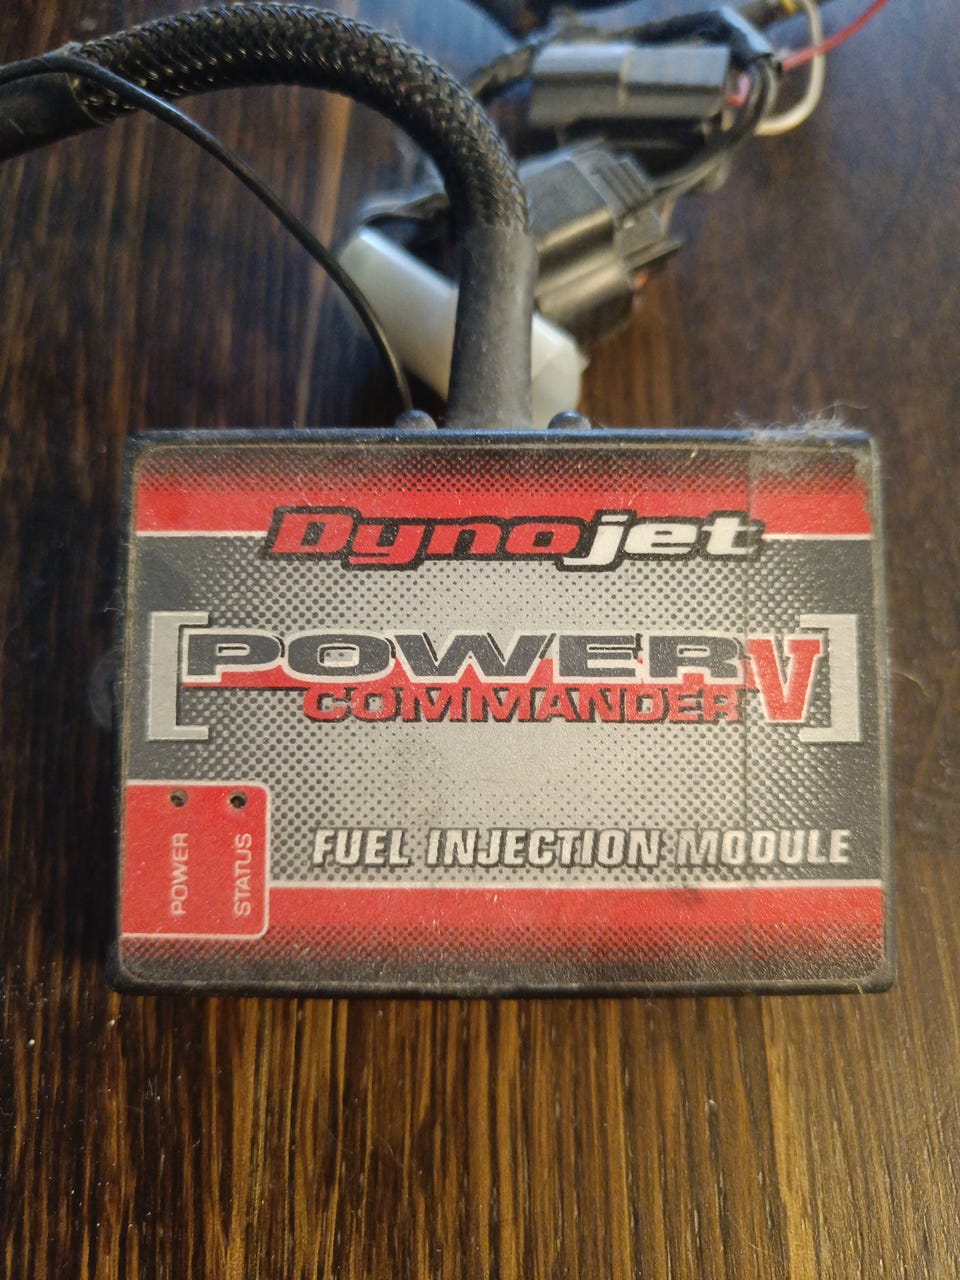 Dynojet
POWER V
COMMANDER
FUEL INJECTION MODULE
POWER
STATUS